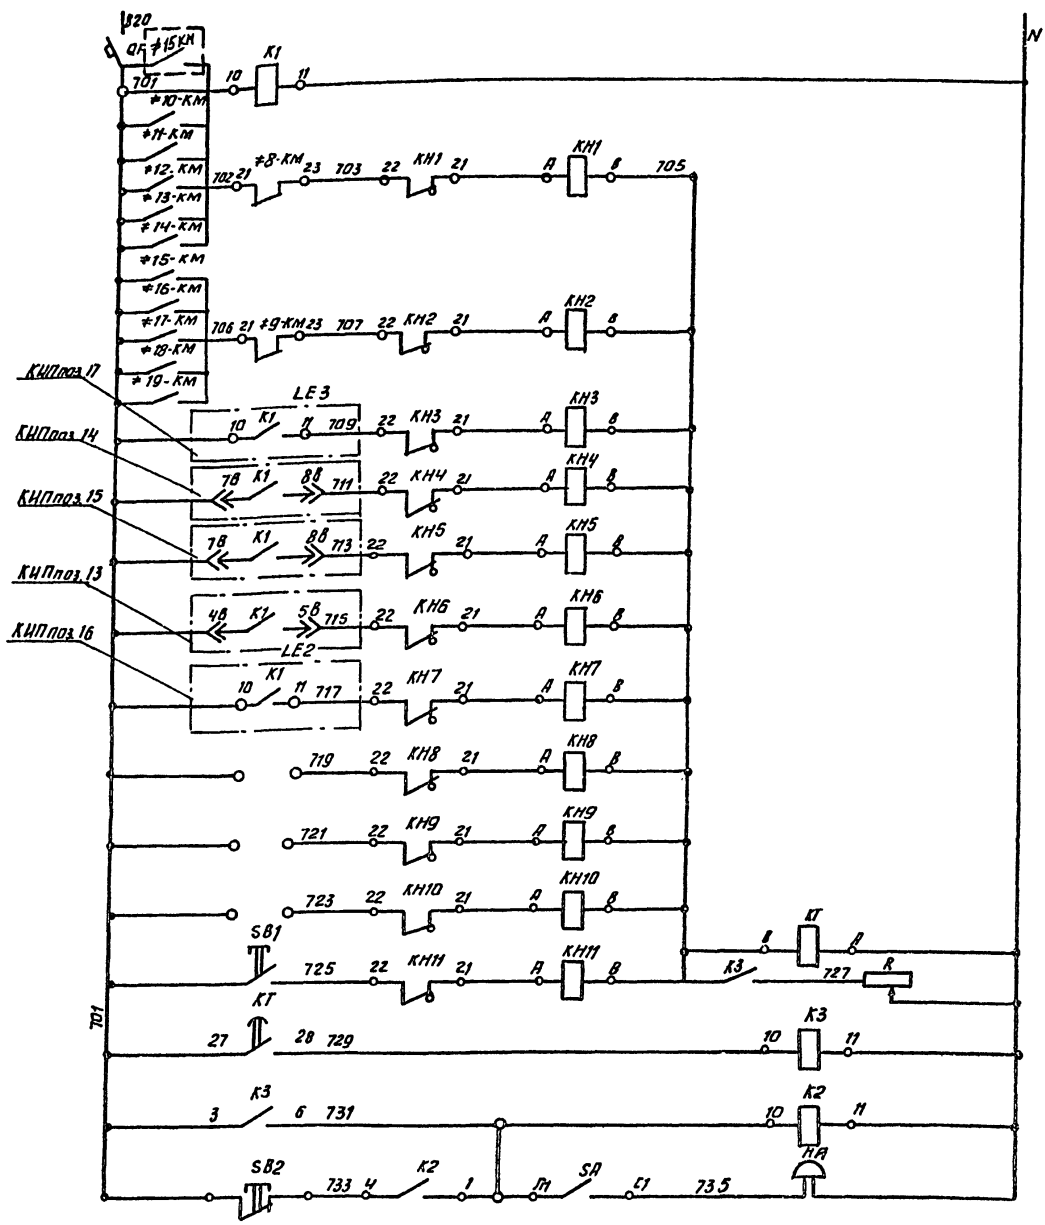 820
N
QF ≠15КМ
К1
701 10 11
≠10-КМ
≠11-КМ
≠12-КМ
702 21 ≠8-КМ 23 703 22 КН1 21 А КН1 В 705
≠13-КМ
≠14-КМ
≠15-КМ
≠16-КМ
≠17-КМ
706 21 ≠9-КМ 23 707 22 КН2 21 А КН2 В
≠18-КМ
≠19-КМ
КИП поз. 17
LE3
10 К1 11 709 22 КН3 21 А КН3 В
КИП поз. 14
7В К1 8В 711 22 КН4 21 А КН4 В
КИП поз. 15
7В К1 8В 713 22 КН5 21 А КН5 В
КИП поз. 13
4В К1 5В 715 22 КН6 21 А КН6 В
КИП поз. 16
LE2
10 К1 11 717 22 КН7 21 А КН7 В
719 22 КН8 21 А КН8 В
721 22 КН9 21 А КН9 В
723 22 КН10 21 А КН10 В
В КТ А
SB1
725 22 КН11 21 А КН11 В К3 727 R
701
КТ
27 28 729 10 К3 11
К3
3 6 731 10 К2 11
SB2 733 4 К2 1 Л1 SA С1 735 НА